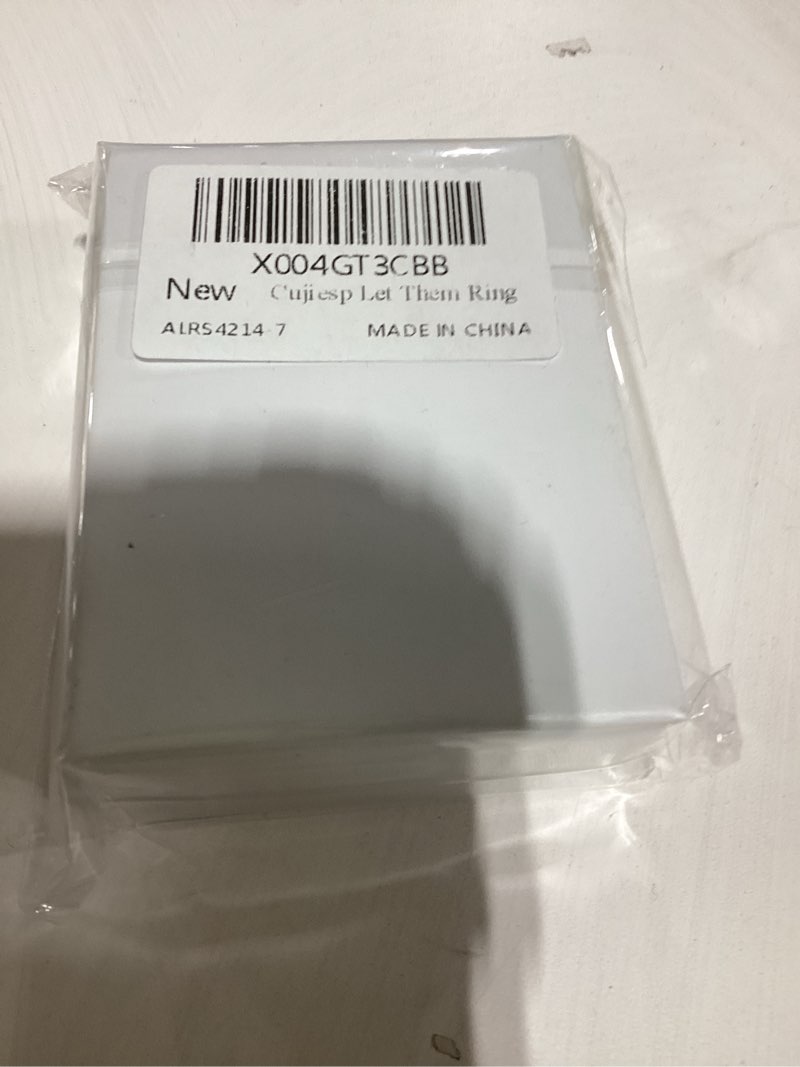 X004GT3CBB
New Cujiesp Let Them Ring
ALRS4214-7 MADE IN CHINA